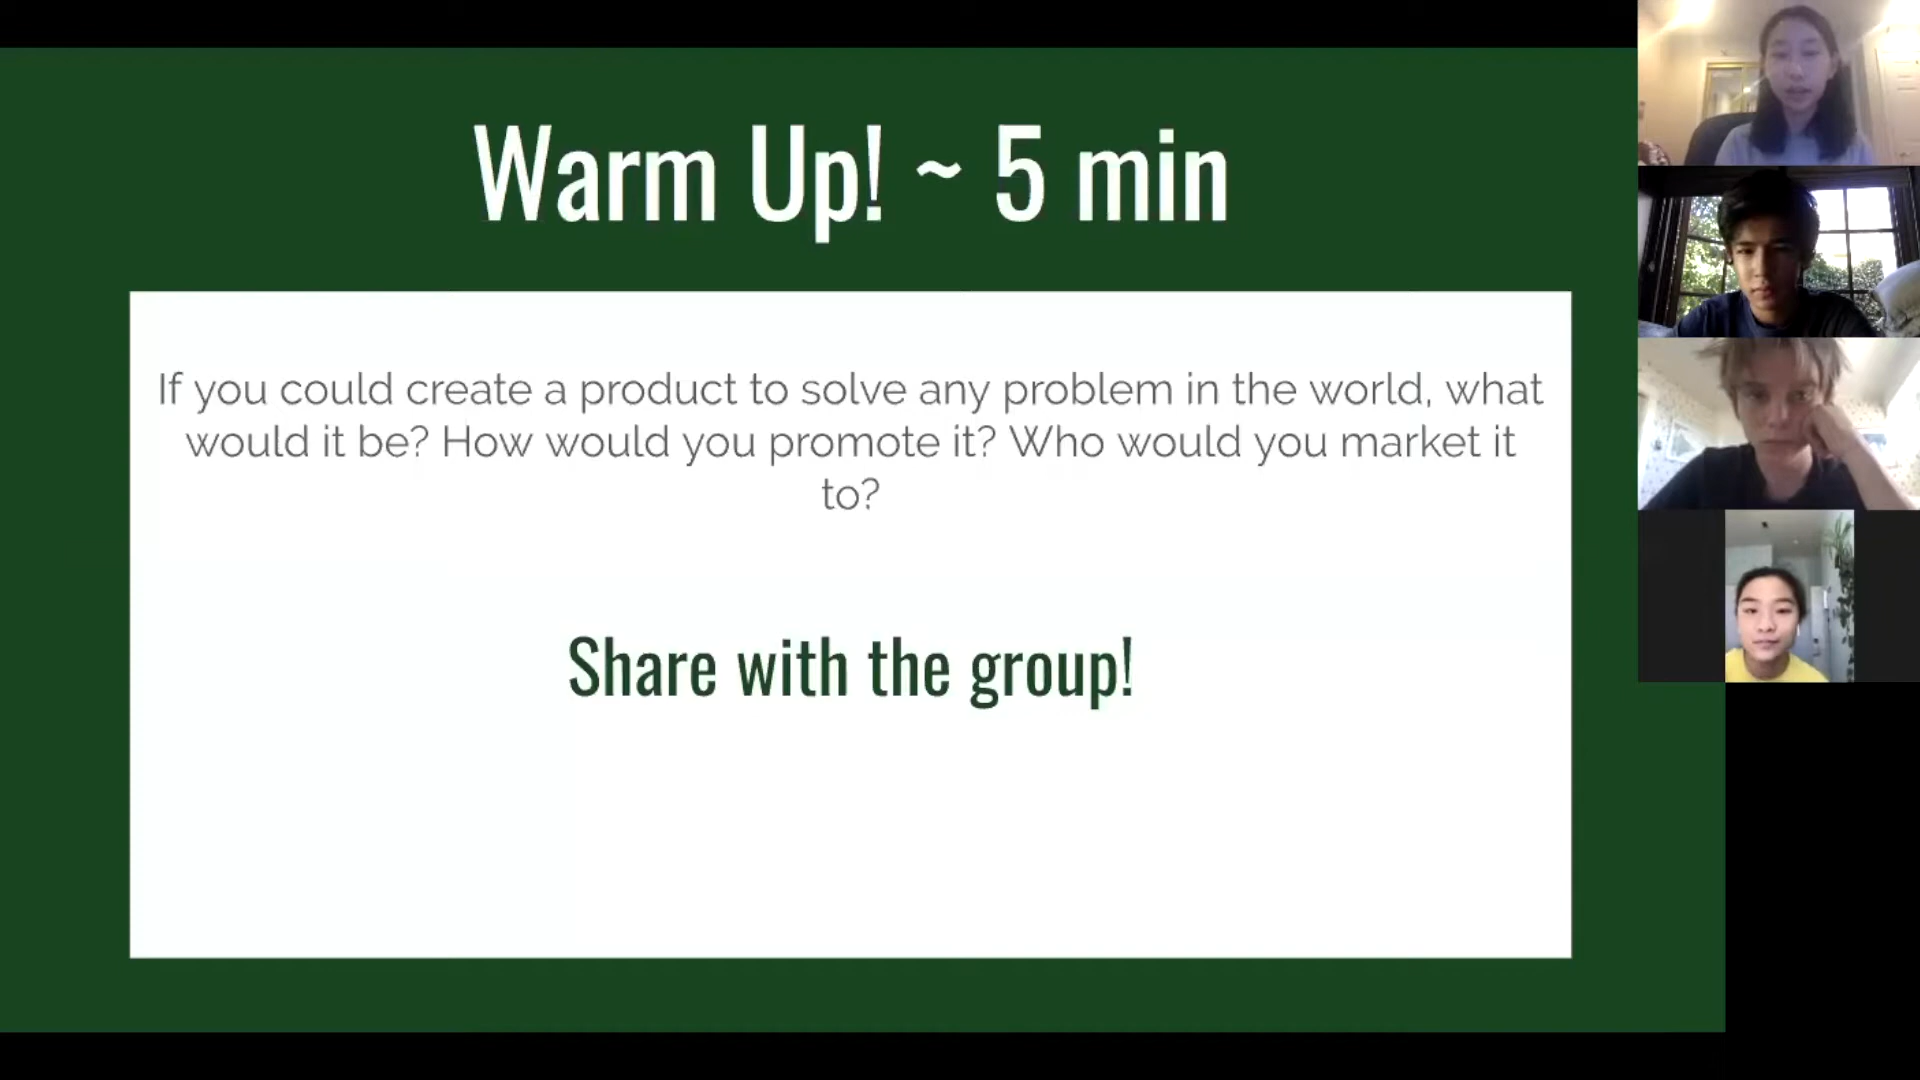 Warm Up! ~ 5 min
If you could create a product to solve any problem in the world, what
would it be? How would you promote it? Who would you market it
to?
Share with the group!